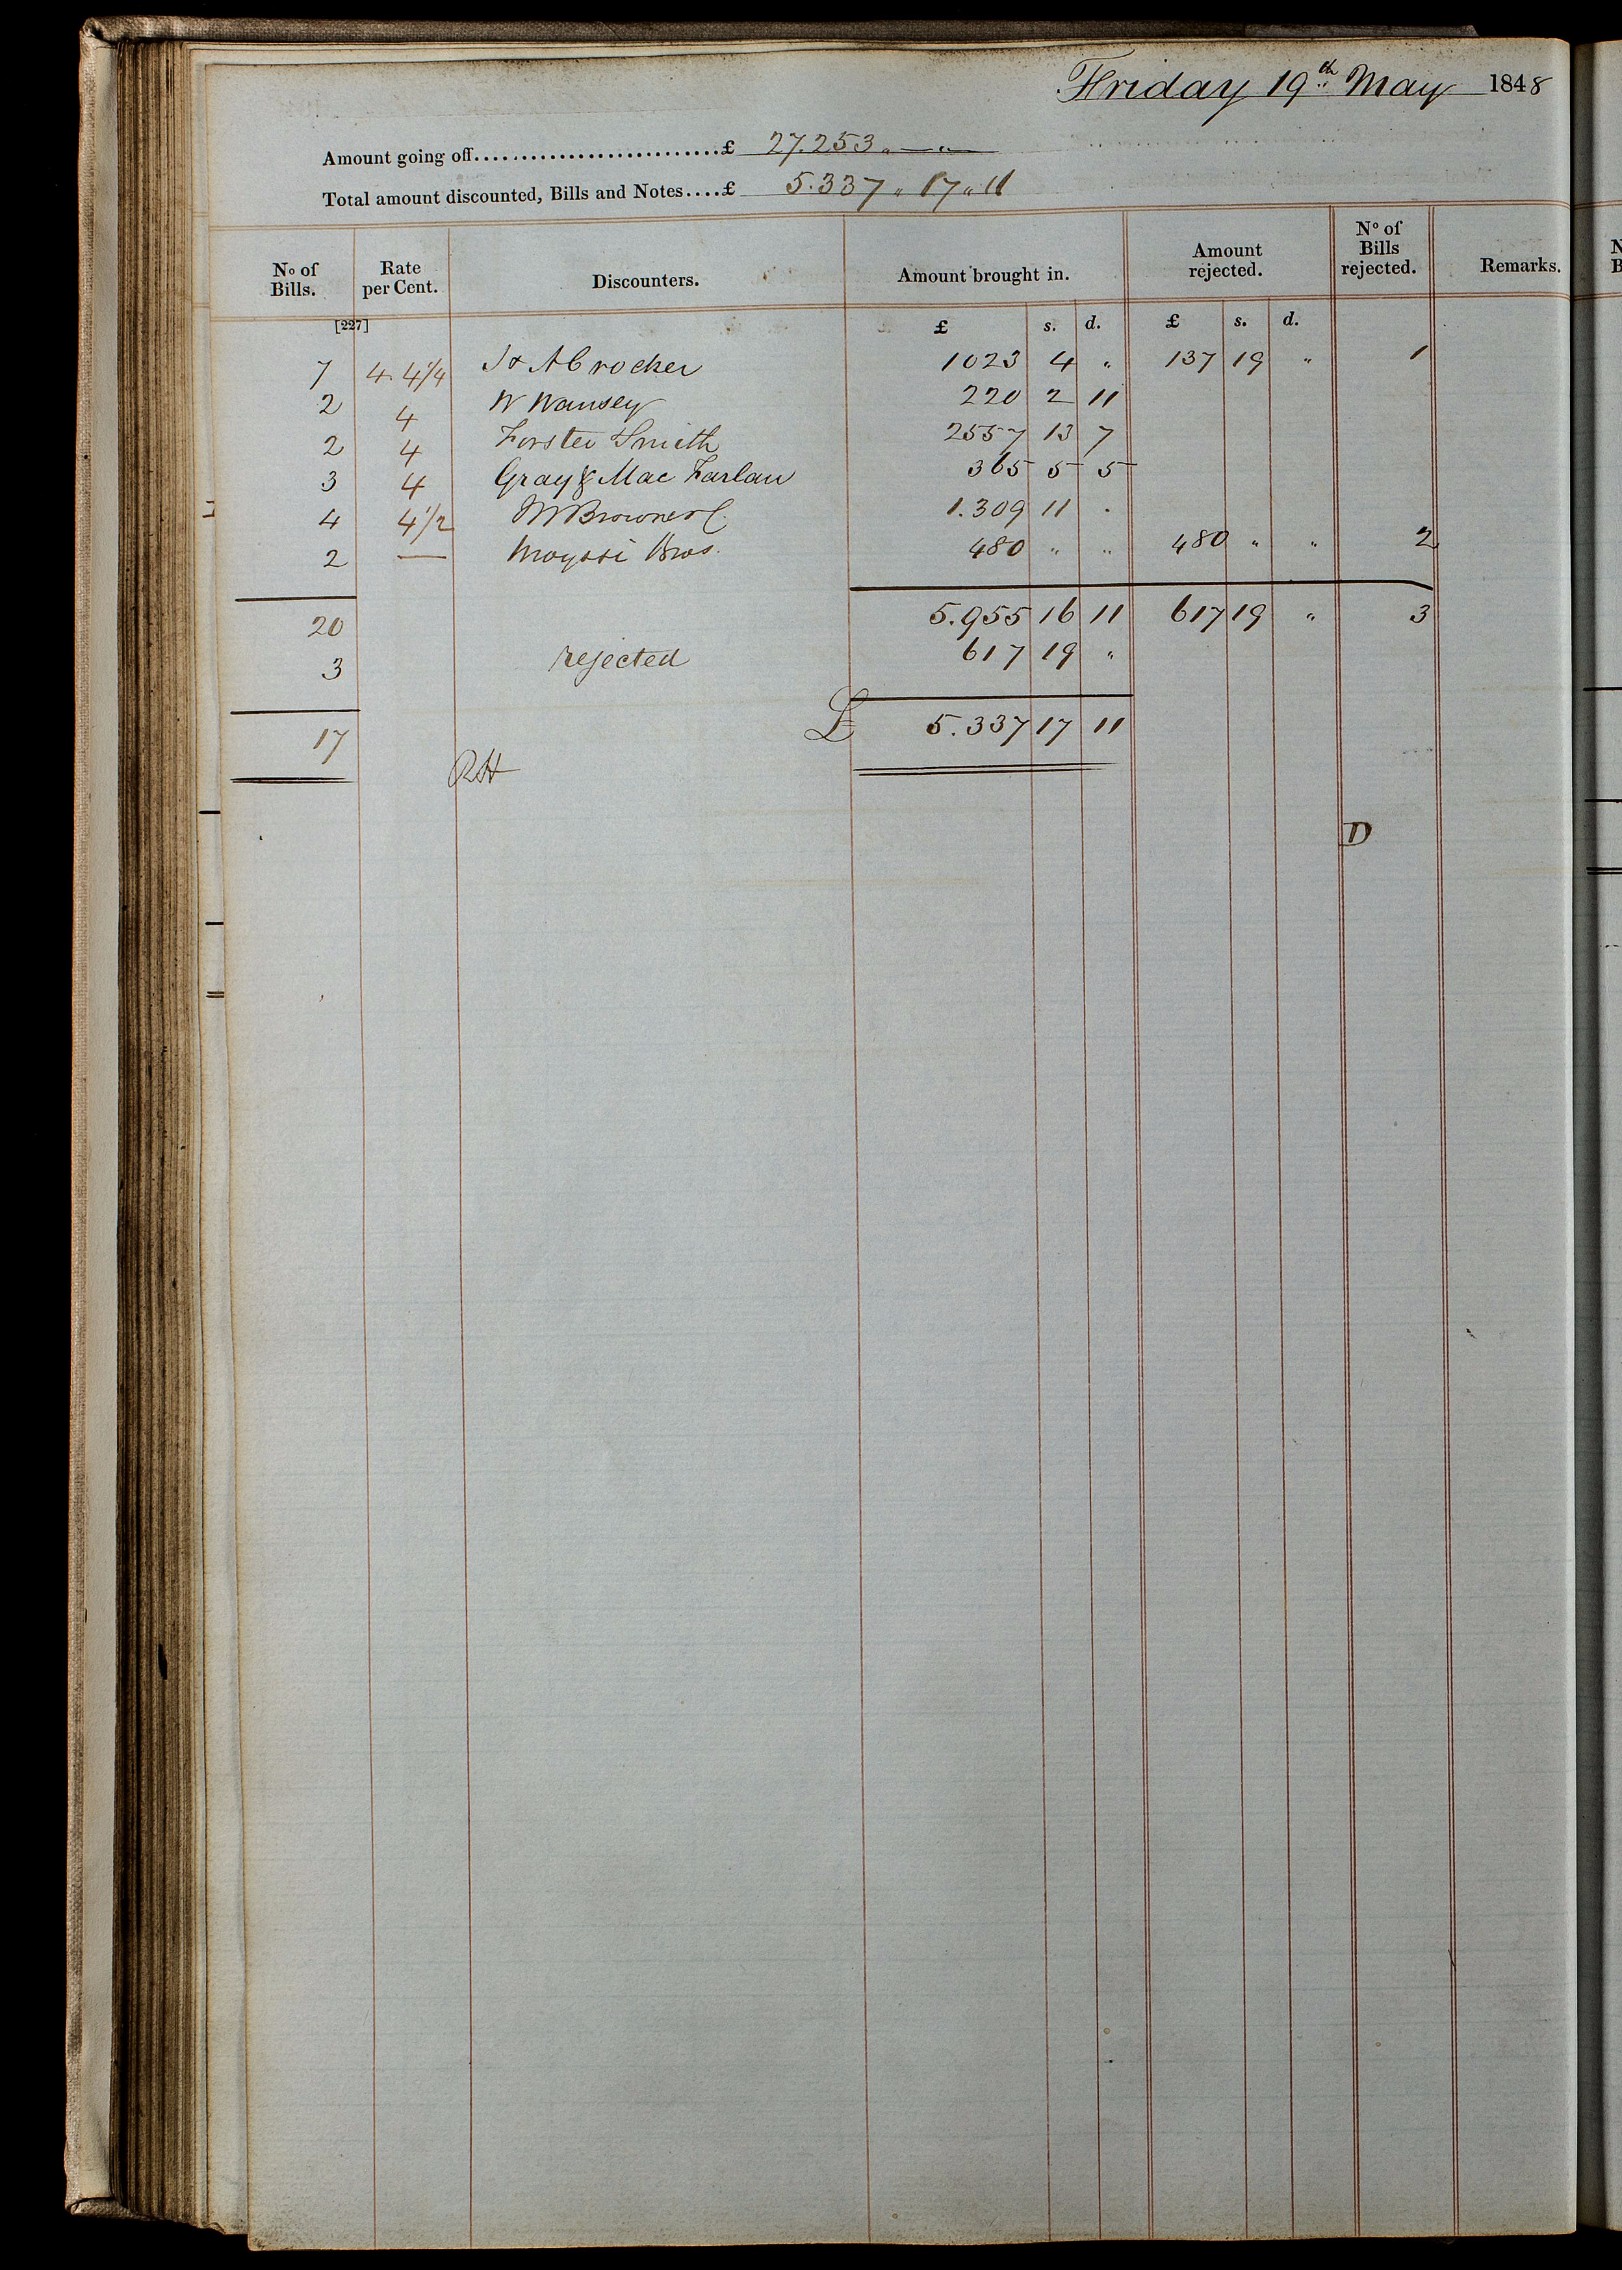 Friday 19th May 1848
Amount going off...........................£ 27.253 " — "
Total amount discounted, Bills and Notes....£ 5.337 " 17 " 11
No of Bills. Rate per Cent. Discounters. Amount brought in. Amount rejected. No of Bills rejected. Remarks.
[227] £ s. d. £ s. d.
7 4. 4 1/4 J & A Crocker 1023 4 " 137 19 " 1
2 4 W Wansey 220 2 11
2 4 Forster Smith 2557 13 7
3 4 Gray & Mac Farlan 365 5 5
4 4 1/2 1.309 11 .
2 — Bros. 480 " " 480 " " 2
20 5.955 16 11 617 19 " 3
3 rejected 617 19 "
17 £ 5.337 17 11
RH
D